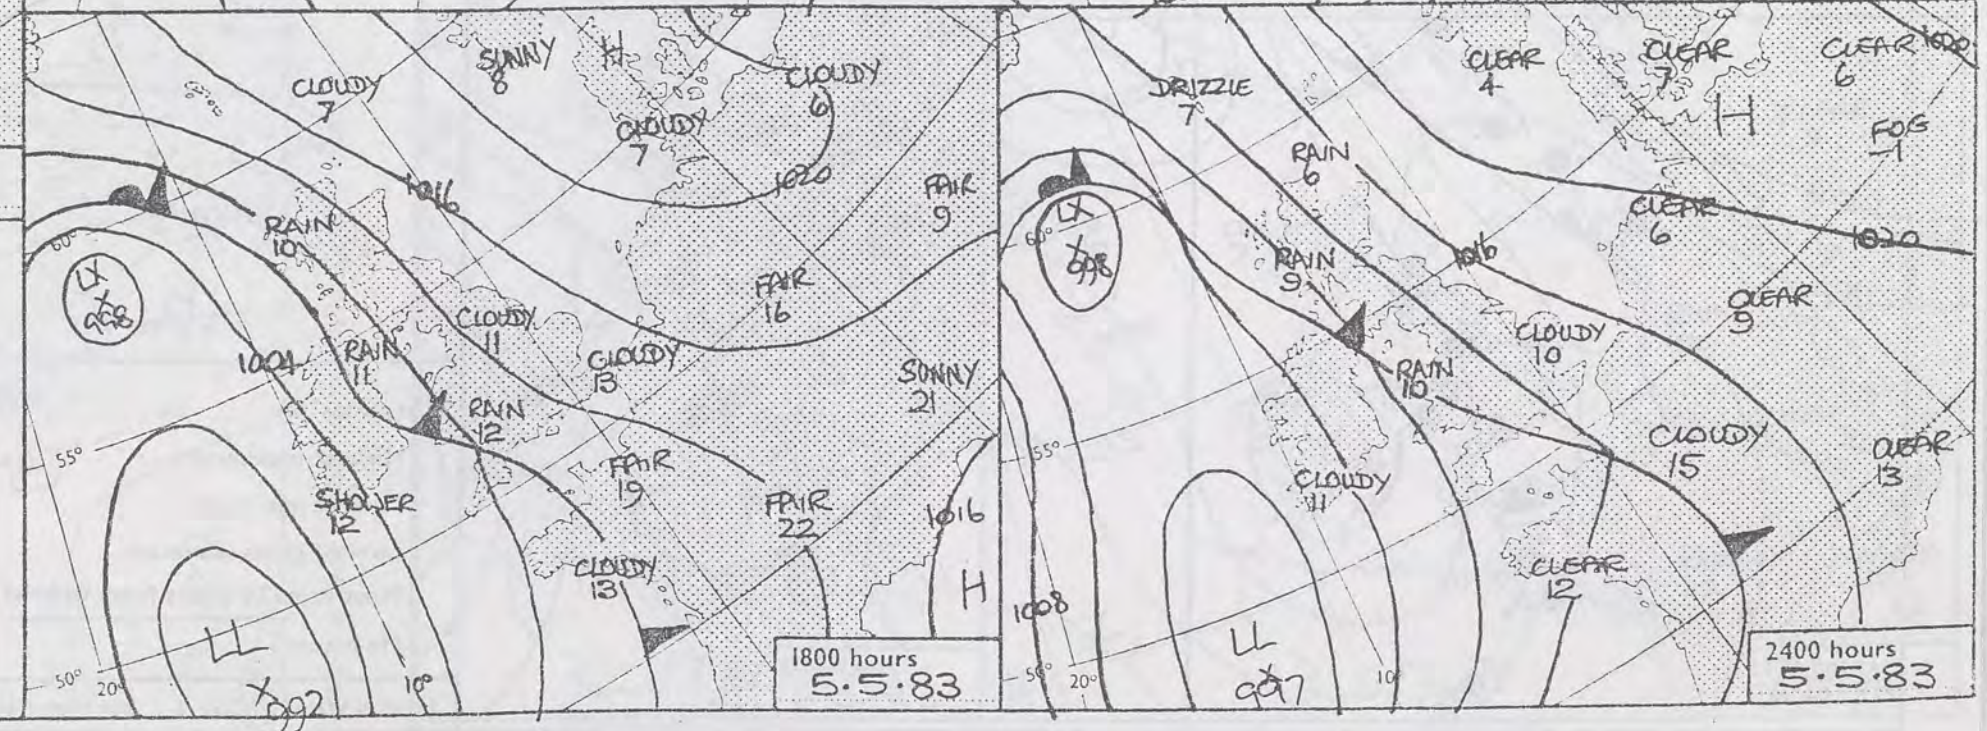 SUNNY
8
H
CLOUDY
7
CLOUDY
6
CLOUDY
7
1016
1020
FAIR
9
RAIN
10
60°
LX
X
998
FAIR
16
CLOUDY
11
CLOUDY
13
1004
RAIN
11
SUNNY
21
RAIN
12
55°
FAIR
19
SHOWER
12
FAIR
22
1016
CLOUDY
13
H
LL
X
992
50°
20°
10°
1800 hours
5·5·83
CLEAR
4
CLEAR
7
CLEAR
6
1020
DRIZZLE
7
H
FOG
-1
RAIN
6
CLEAR
6
1020
LX
X
998
60°
RAIN
9
1016
CLEAR
9
CLOUDY
10
RAIN
10
55°
CLOUDY
15
CLEAR
13
CLOUDY
11
CLEAR
12
1008
LL
X
997
50°
20°
10
2400 hours
5·5·83